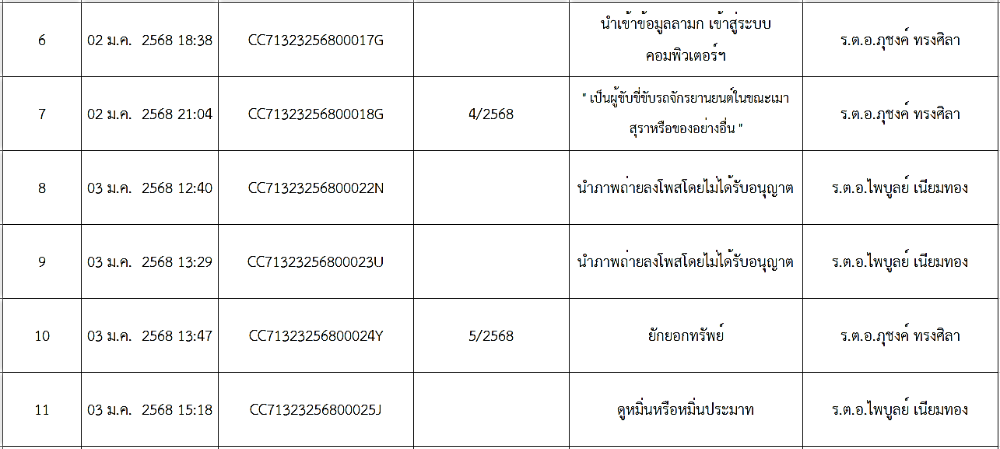 6 02 ม.ค. 2568 18:38 CC71323256800017G นำเข้าข้อมูลลามก เข้าสู่ระบบ ร.ต.อ.ภุชงค์ ทรงศิลา
คอมพิวเตอร์ฯ
7 02 ม.ค. 2568 21:04 CC71323256800018G 4/2568 " เป็นผู้ขับขี่ขับรถจักรยานยนต์ในขณะเมา ร.ต.อ.ภุชงค์ ทรงศิลา
สุราหรือของอย่างอื่น "
8 03 ม.ค. 2568 12:40 CC71323256800022N นำภาพถ่ายลงโพสโดยไม่ได้รับอนุญาต ร.ต.อ.ไพบูลย์ เนียมทอง
9 03 ม.ค. 2568 13:29 CC71323256800023U นำภาพถ่ายลงโพสโดยไม่ได้รับอนุญาต ร.ต.อ.ไพบูลย์ เนียมทอง
10 03 ม.ค. 2568 13:47 CC71323256800024Y 5/2568 ยักยอกทรัพย์ ร.ต.อ.ภุชงค์ ทรงศิลา
11 03 ม.ค. 2568 15:18 CC71323256800025J ดูหมิ่นหรือหมิ่นประมาท ร.ต.อ.ไพบูลย์ เนียมทอง